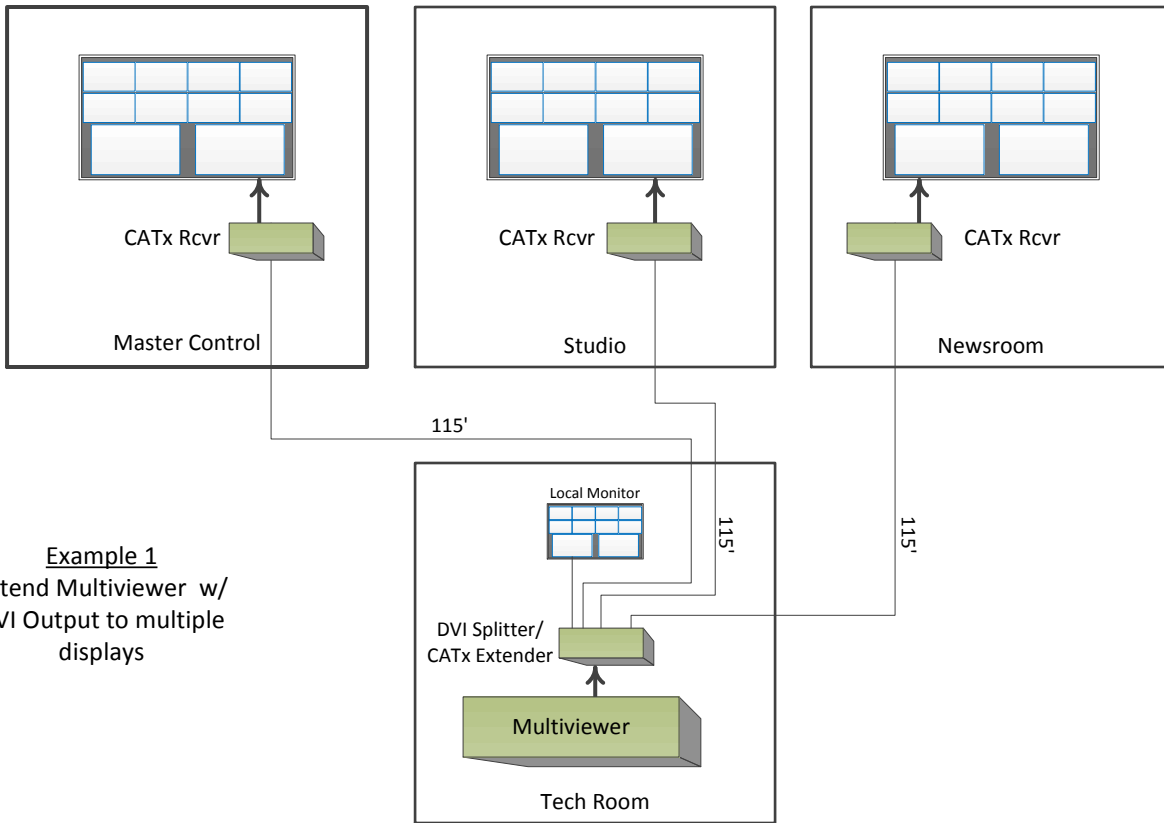 CATx Rcvr
Master Control
CATx Rcvr
Studio
CATx Rcvr
Newsroom
115'
115'
115'
Local Monitor
DVI Splitter/
CATx Extender
Multiviewer
Tech Room
Example 1
tend Multiviewer w/
VI Output to multiple
displays